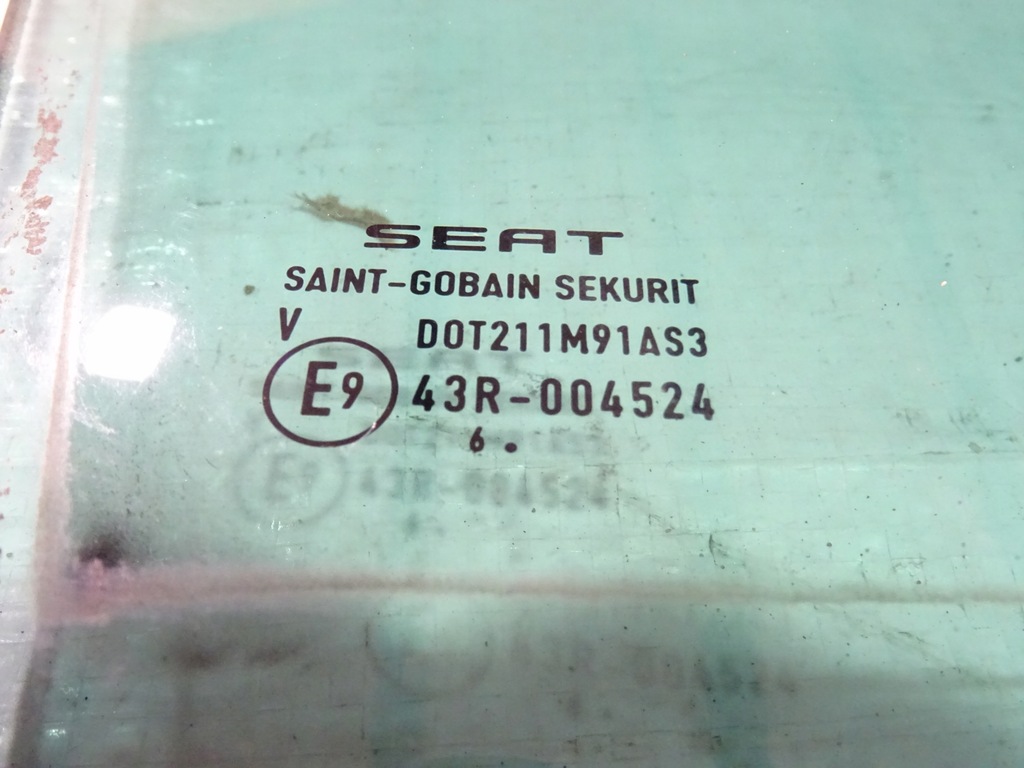 SEAT
SAINT-GOBAIN SEKURIT
V DOT211M91AS3
E9 43R-004524
6 .